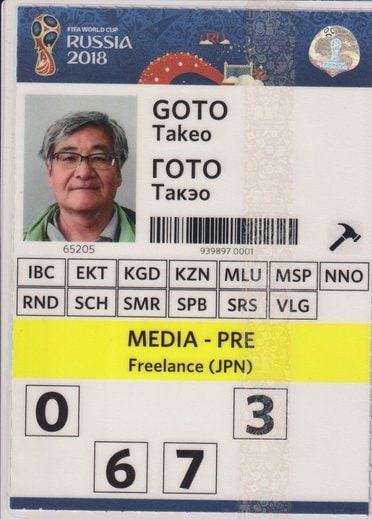 FIFA WORLD CUP
RUSSIA
2018
GOTO
Takeo
ГОТО
Такэо
65205
939897 0001
IBC EKT KGD KZN MLU MSP NNO
RND SCH SMR SPB SRS VLG
MEDIA - PRE
Freelance (JPN)
0 3
6 7